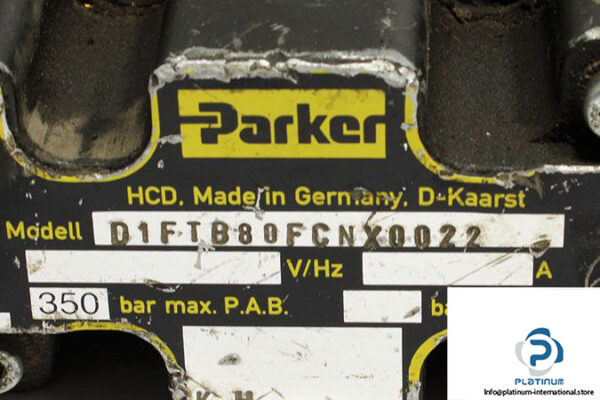 Parker
HCD, Made in Germany, D-Kaarst
Modell D1FTB80FCNX0022
V/Hz A
350 bar max. P.A.B.
PLATINUM
Info@platinum-international.store